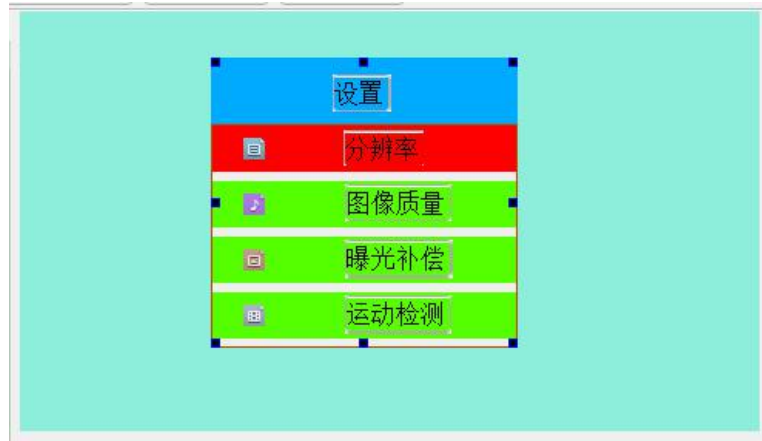 设置
分辨率
图像质量
曝光补偿
运动检测